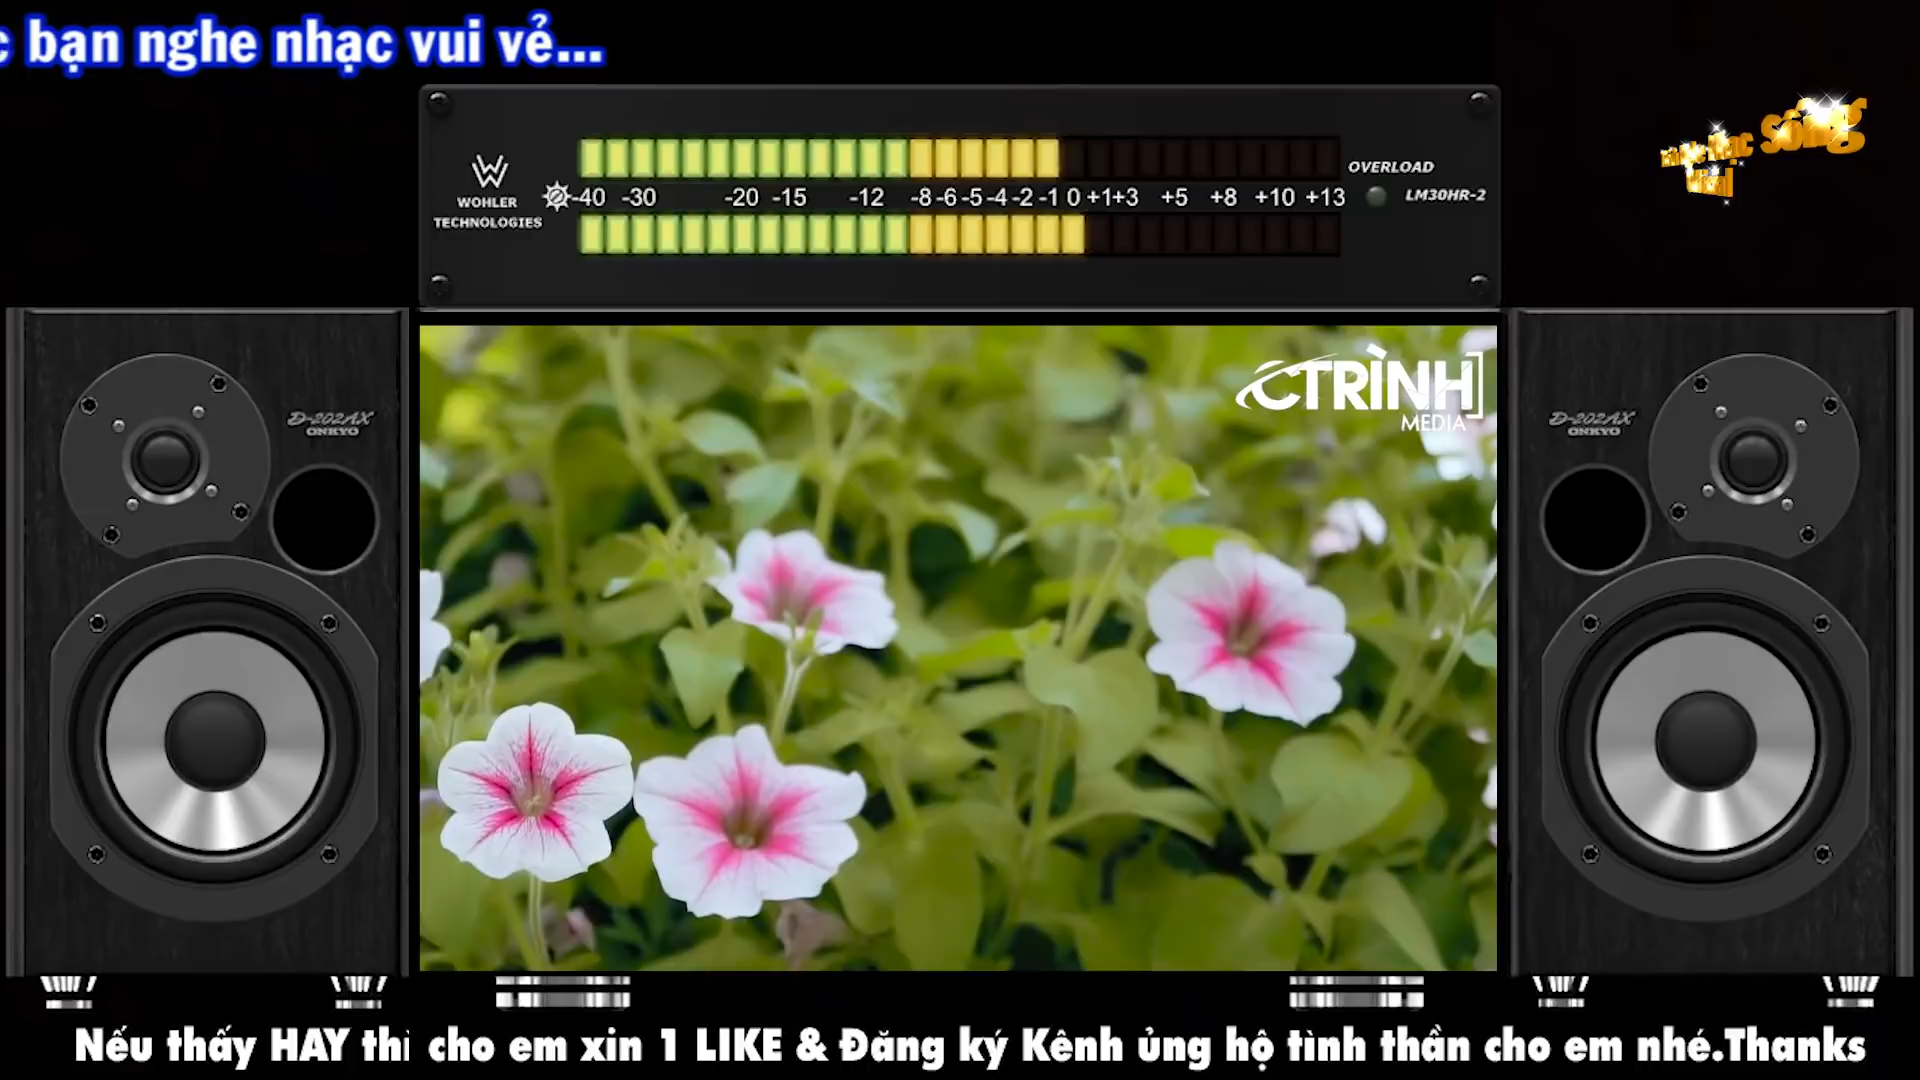 bạn nghe nhạc vui vẻ...
WOHLER
TECHNOLOGIES
-40 -30 -20 -15 -12 -8 -6 -5 -4 -2 -1 0 +1 +3 +5 +8 +10 +13
OVERLOAD
LM30HR-2
Sống
D-202AX
ONKYO
CTRÌNH
MEDIA
D-202AX
ONKYO
Nếu thấy HAY thì cho em xin 1 LIKE & Đăng ký Kênh ủng hộ tình thần cho em nhé.Thanks